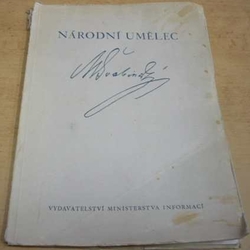 NÁRODNÍ UMĚLEC
VYDAVATELSTVÍ MINISTERSTVA INFORMACÍ